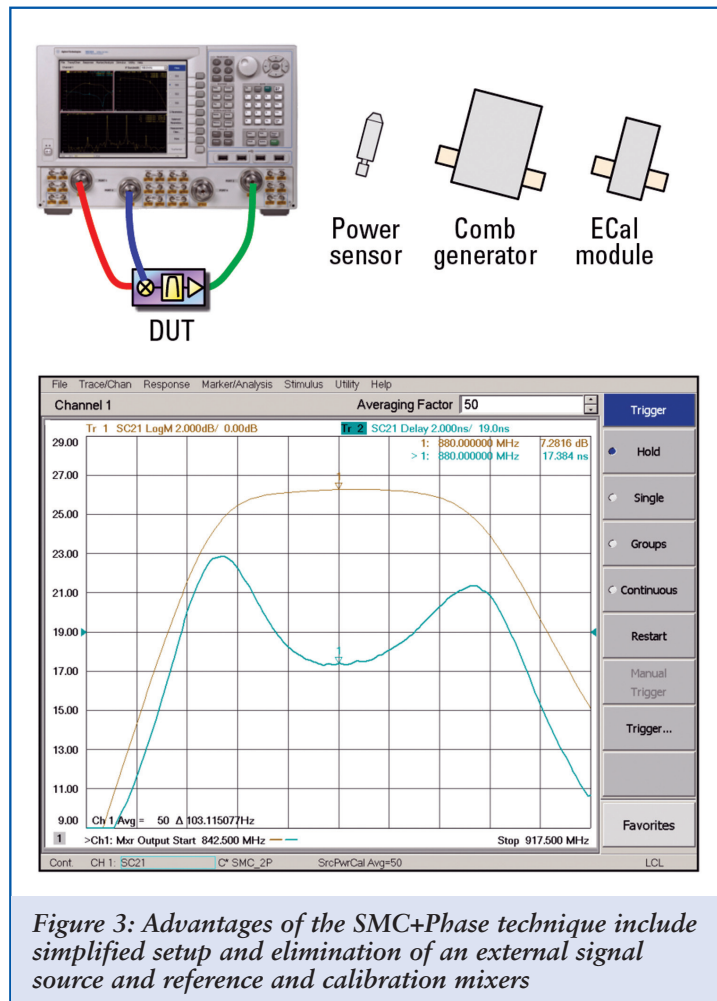 Agilent Technologies
Power sensor
Comb generator
ECal module
DUT
File Trace/Chan Response Marker/Analysis Stimulus Utility Help
Channel 1
Averaging Factor 50
Trigger
Tr 1 SC21 LogM 2.000dB/ 0.00dB
Tr 2 SC21 Delay 2.000ns/ 19.0ns
1: 880.000000 MHz 7.2816 dB
> 1: 880.000000 MHz 17.384 ns
29.00
27.00
25.00
23.00
21.00
19.00
17.00
15.00
13.00
11.00
9.00
1
1
Hold
Single
Groups
Continuous
Restart
Manual Trigger
Trigger...
Favorites
Ch 1 Avg = 50 Δ 103.115077Hz
1 >Ch1: Mxr Output Start 842.500 MHz
Stop 917.500 MHz
Cont. CH 1: SC21 C* SMC_2P SrcPwrCal Avg=50 LCL
Figure 3: Advantages of the SMC+Phase technique include
simplified setup and elimination of an external signal
source and reference and calibration mixers